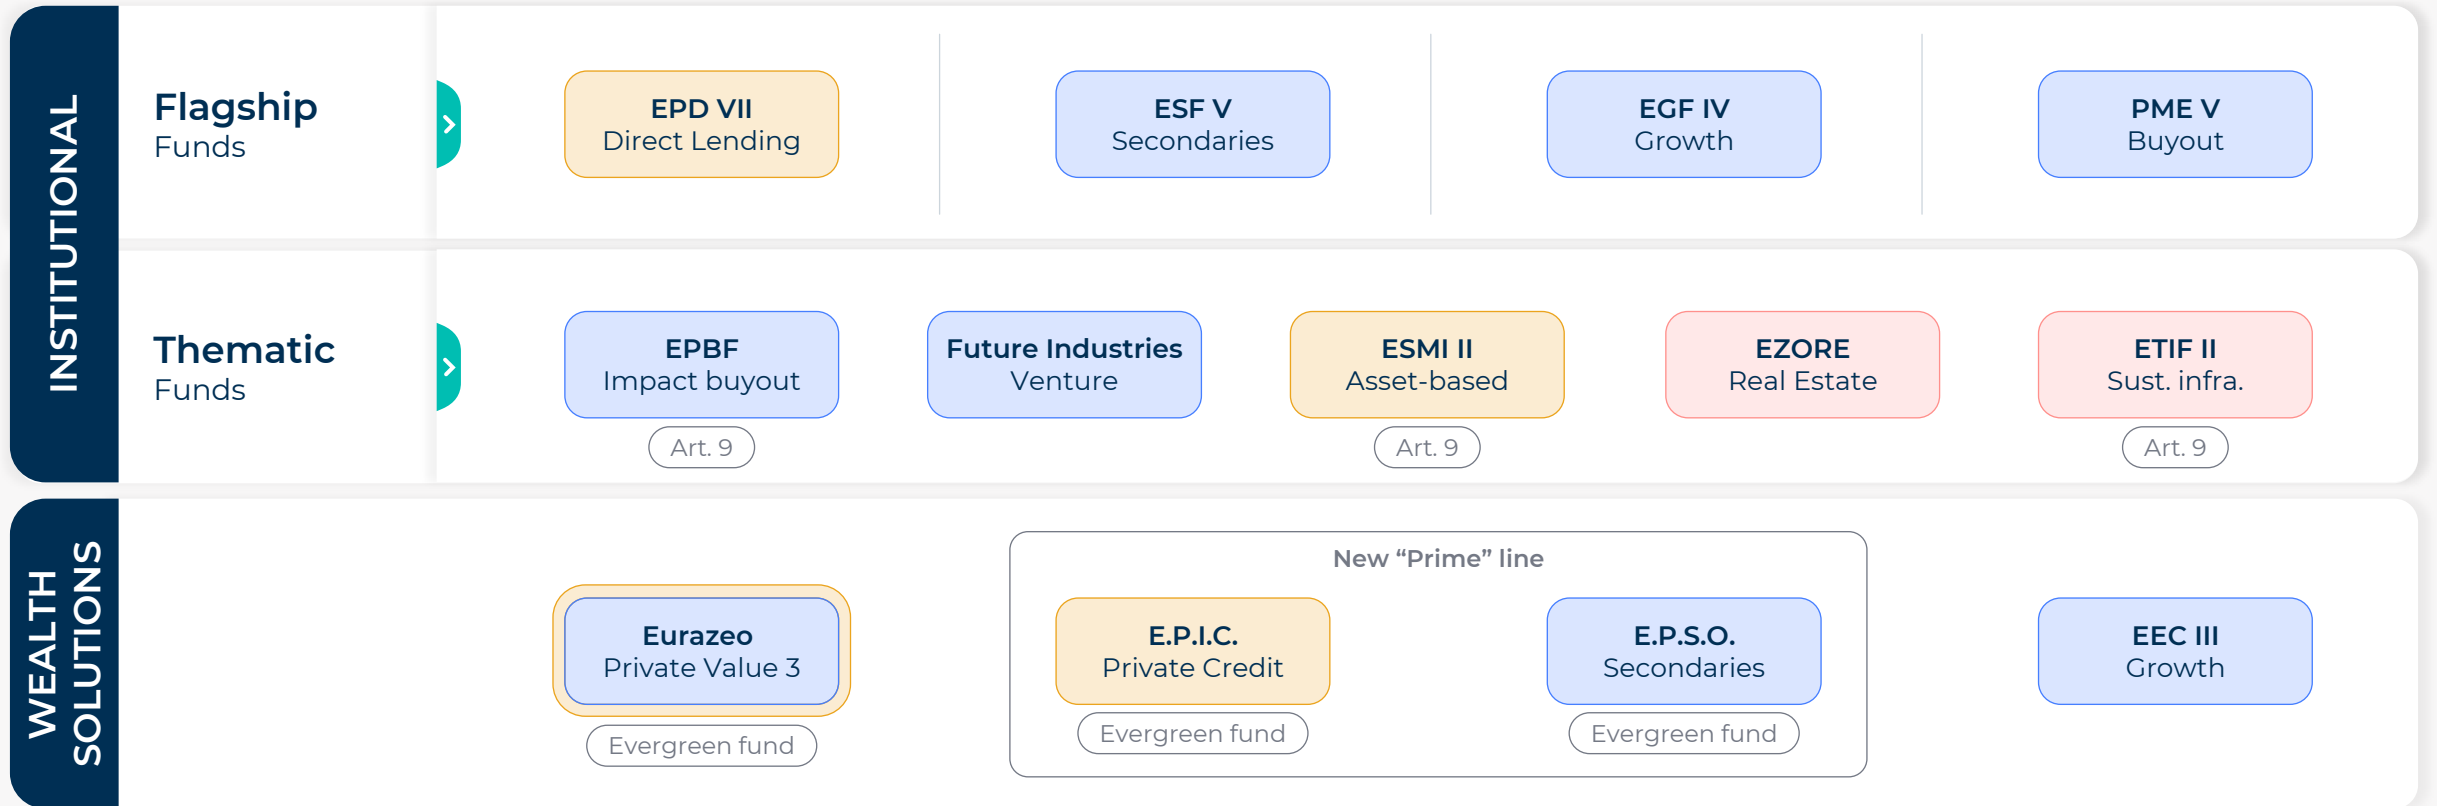 INSTITUTIONAL
Flagship
Funds
EPD VII
Direct Lending
ESF V
Secondaries
EGF IV
Growth
PME V
Buyout
Thematic
Funds
EPBF
Impact buyout
Art. 9
Future Industries
Venture
ESMI II
Asset-based
Art. 9
EZORE
Real Estate
ETIF II
Sust. infra.
Art. 9
WEALTH
SOLUTIONS
Eurazeo
Private Value 3
Evergreen fund
New “Prime” line
E.P.I.C.
Private Credit
Evergreen fund
E.P.S.O.
Secondaries
Evergreen fund
EEC III
Growth